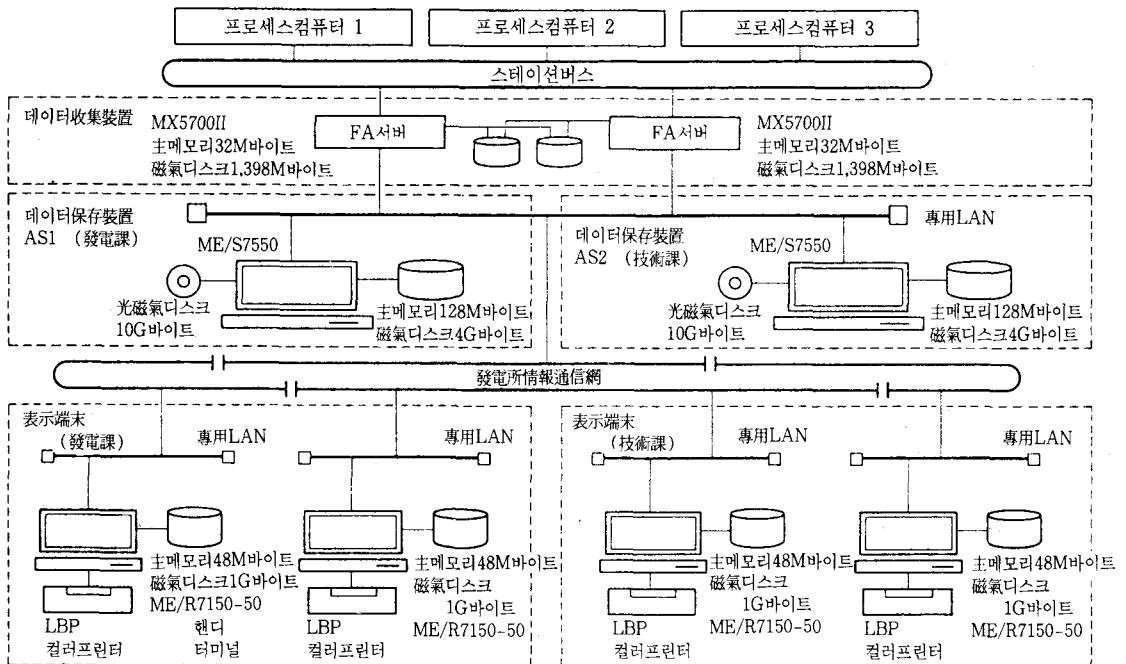 프로세스컴퓨터 1
프로세스컴퓨터 2
프로세스컴퓨터 3
스테이션버스
데이터收集裝置
MX5700II
主메모리32M바이트
磁氣디스크1,398M바이트
FA서버
FA서버
MX5700II
主메모리32M바이트
磁氣디스크1,398M바이트
데이터保存裝置
AS1 (發電課)
ME/S7550
光磁氣디스크
10G바이트
主메모리128M바이트
磁氣디스크4G바이트
專用LAN
데이터保存裝置
AS2 (技術課)
ME/S7550
光磁氣디스크
10G바이트
主메모리128M바이트
磁氣디스크4G바이트
發電所情報通信網
表示端末
(發電課)
專用LAN
專用LAN
主메모리48M바이트
磁氣디스크1G바이트
ME/R7150-50
핸디
터미널
LBP
컬러프린터
主메모리48M바이트
磁氣디스크
1G바이트
ME/R7150-50
LBP
컬러프린터
表示端末
(技術課)
專用LAN
專用LAN
主메모리48M바이트
磁氣디스크
1G바이트
ME/R7150-50
LBP
컬러프린터
主메모리48M바이트
磁氣디스크
1G바이트
ME/R7150-50
LBP
컬러프린터